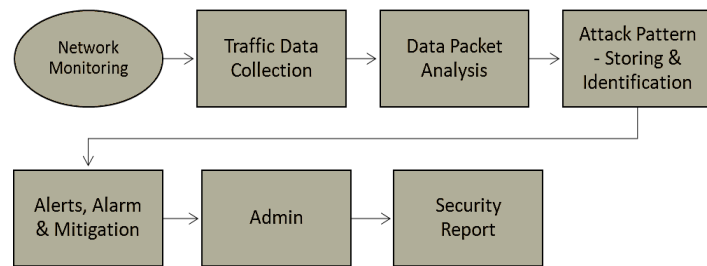 Network
Monitoring
Traffic Data
Collection
Data Packet
Analysis
Attack Pattern
- Storing &
Identification
Alerts, Alarm
& Mitigation
Admin
Security
Report